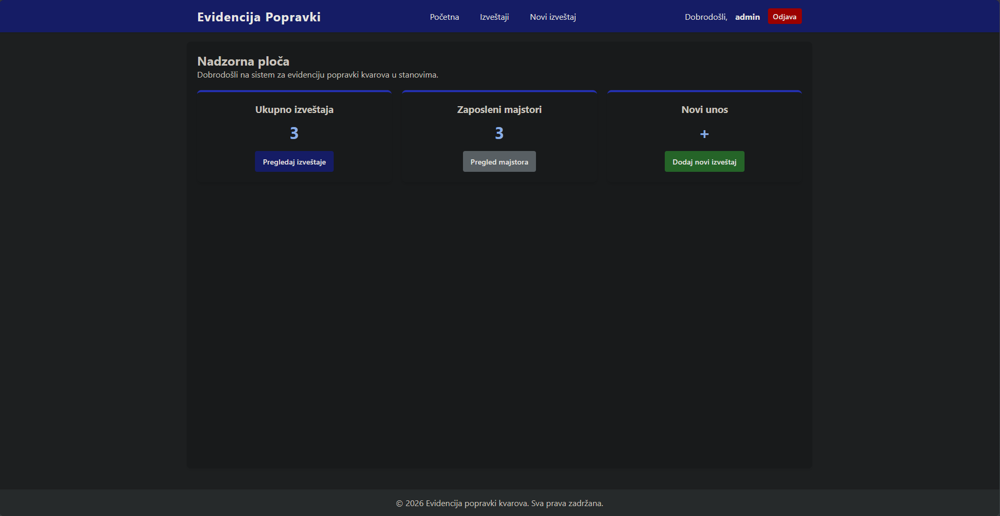 Evidencija Popravki
Početna Izveštaji Novi izveštaj
Dobrodošli, admin Odjava
Nadzorna ploča
Dobrodošli na sistem za evidenciju popravki kvarova u stanovima.
Ukupno izveštaja
3
Pregledaj izveštaje
Zaposleni majstori
3
Pregled majstora
Novi unos
+
Dodaj novi izveštaj
© 2026 Evidencija popravki kvarova. Sva prava zadržana.